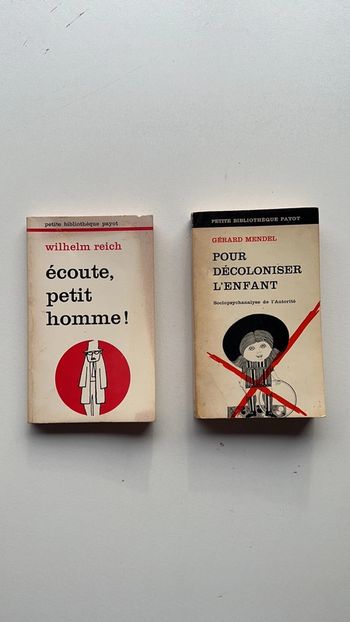 petite bibliothèque payot
wilhelm reich
écoute,
petit
homme!
PETITE BIBLIOTHÈQUE PAYOT
GÉRARD MENDEL
POUR
DÉCOLONISER
L'ENFANT
Sociopsychanalyse de l'Autorité